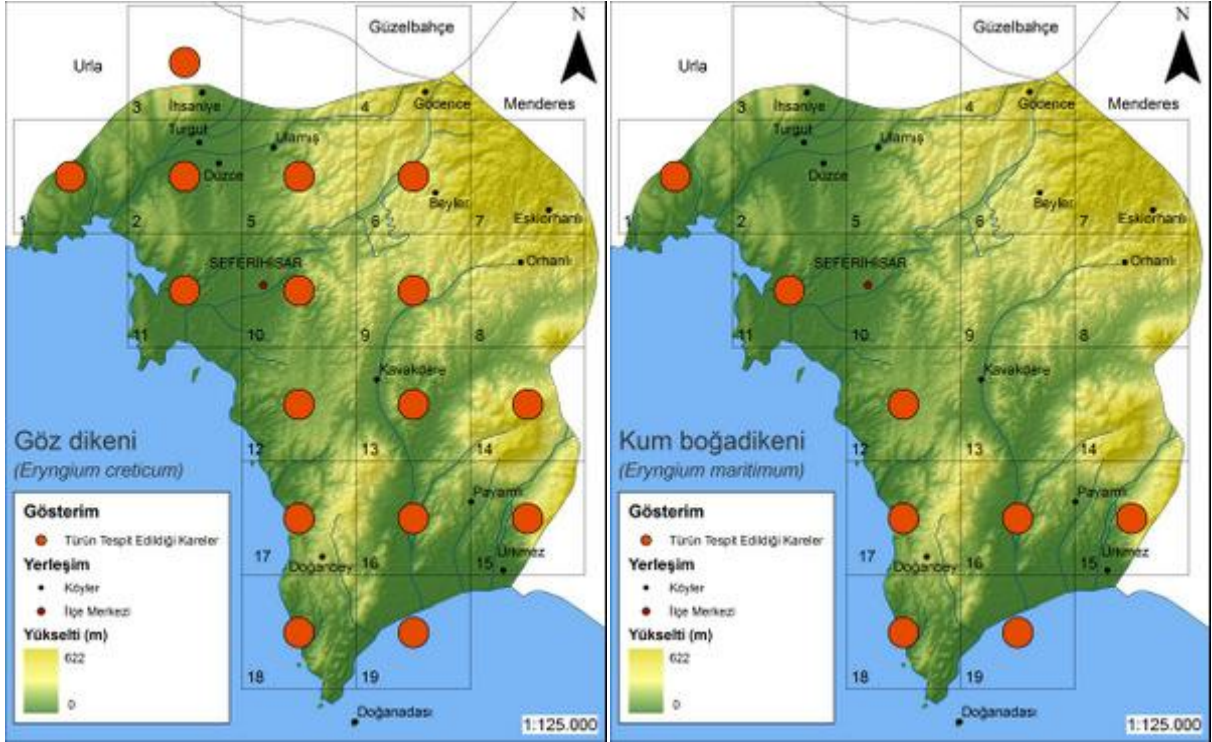 Güzelbahçe
N
Urla
İhsaniye
3
4
Gödence
Menderes
Turgut
Ulamış
Düzce
Beyler
Eskiorhanlı
1
2
5
6
7
SEFERİHİSAR
Orhanlı
11
10
9
8
Kavakdere
Göz dikeni
(Eryngium creticum)
12
13
14
Payamlı
Gösterim
Türün Tespit Edildiği Kareler
Yerleşim
Köyler
İlçe Merkezi
Yükselti (m)
622
0
17
Doğanbey
16
15
Ürkmez
18
19
Doğanadası
1:125.000
Güzelbahçe
N
Urla
İhsaniye
3
4
Gödence
Menderes
Turgut
Ulamış
Düzce
Beyler
Eskiorhanlı
1
2
5
6
7
SEFERİHİSAR
Orhanlı
11
10
9
8
Kavakdere
Kum boğadikeni
(Eryngium maritimum)
12
13
14
Payamlı
Gösterim
Türün Tespit Edildiği Kareler
Yerleşim
Köyler
İlçe Merkezi
Yükselti (m)
622
0
17
Doğanbey
16
15
Ürkmez
18
19
Doğanadası
1:125.000